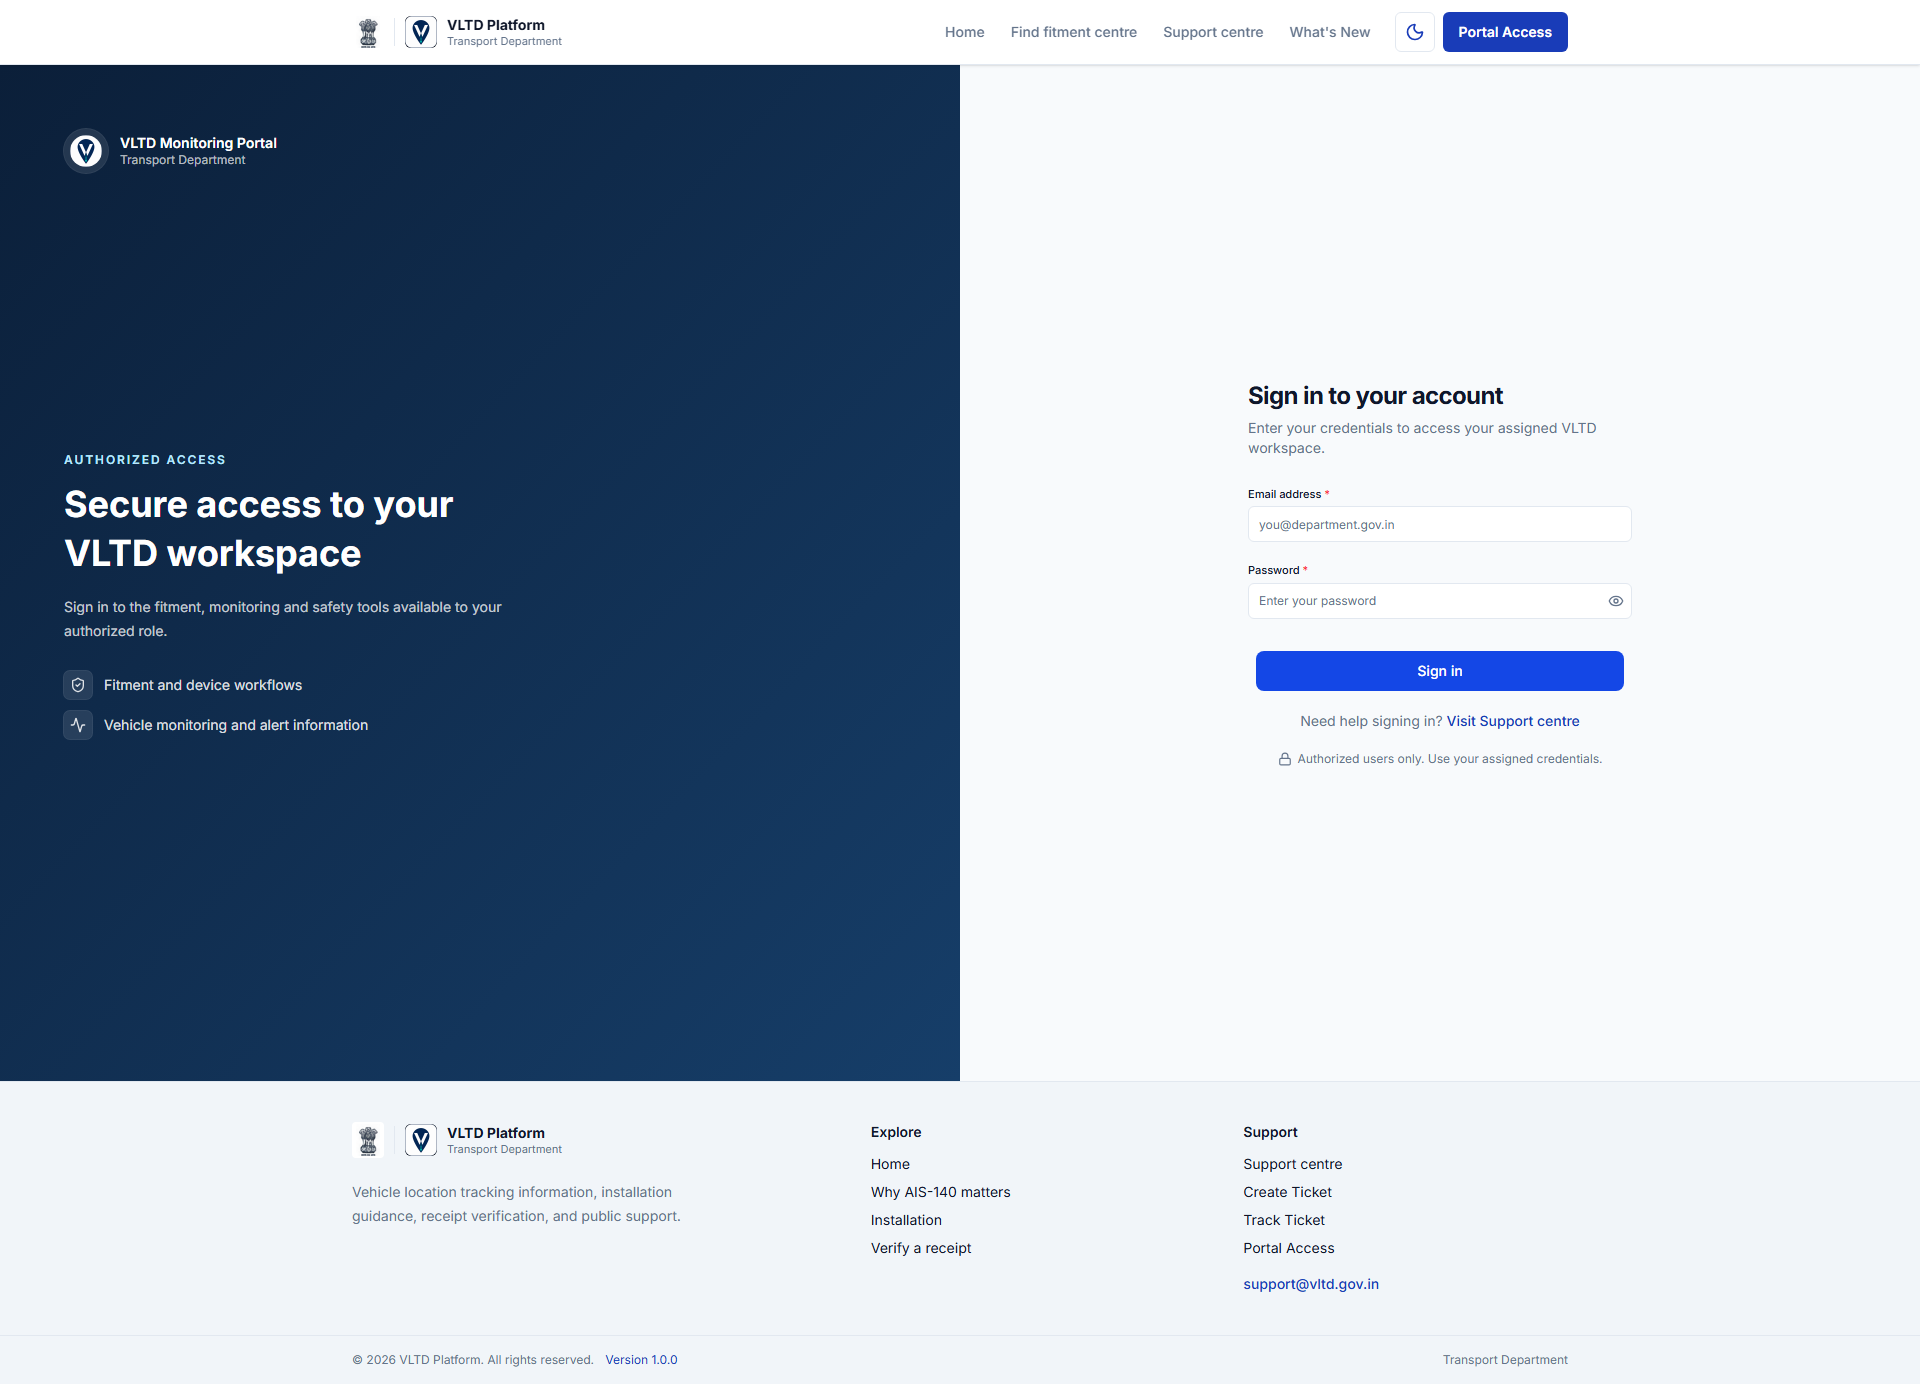 VLTD Platform
Transport Department
Home
Find fitment centre
Support centre
What's New
Portal Access
VLTD Monitoring Portal
Transport Department
AUTHORIZED ACCESS
Secure access to your
VLTD workspace
Sign in to the fitment, monitoring and safety tools available to your
authorized role.
Fitment and device workflows
Vehicle monitoring and alert information
Sign in to your account
Enter your credentials to access your assigned VLTD
workspace.
Email address *
you@department.gov.in
Password *
Enter your password
Sign in
Need help signing in? Visit Support centre
Authorized users only. Use your assigned credentials.
VLTD Platform
Transport Department
Vehicle location tracking information, installation
guidance, receipt verification, and public support.
Explore
Home
Why AIS-140 matters
Installation
Verify a receipt
Support
Support centre
Create Ticket
Track Ticket
Portal Access
support@vltd.gov.in
© 2026 VLTD Platform. All rights reserved. Version 1.0.0
Transport Department